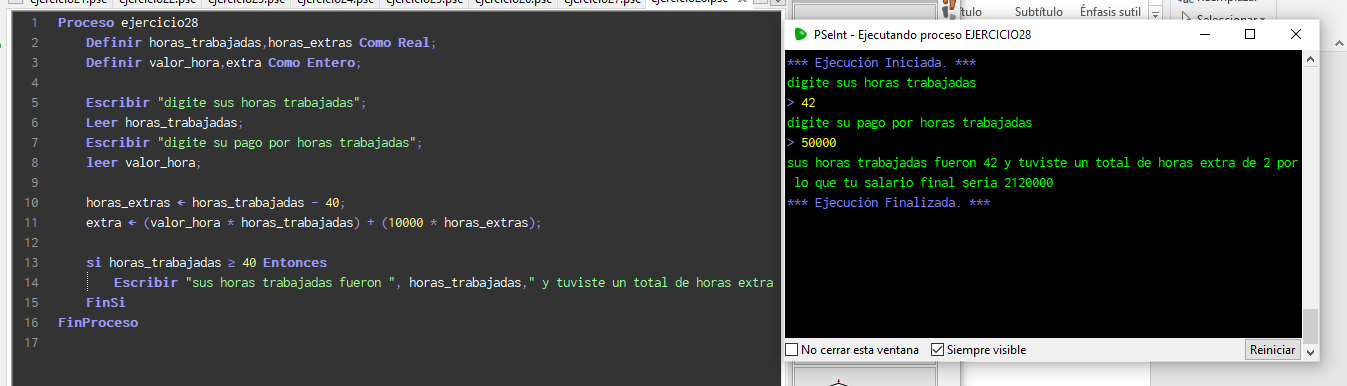 ejercicio21.psc ejercicio22.psc ejercicio23.psc ejercicio24.psc ejercicio25.psc ejercicio26.psc ejercicio27.psc ejercicio28.psc
1 Proceso ejercicio28
2 Definir horas_trabajadas,horas_extras Como Real;
3 Definir valor_hora,extra Como Entero;
4
5 Escribir "digite sus horas trabajadas";
6 Leer horas_trabajadas;
7 Escribir "digite su pago por horas trabajadas";
8 leer valor_hora;
9
10 horas_extras ← horas_trabajadas - 40;
11 extra ← (valor_hora * horas_trabajadas) + (10000 * horas_extras);
12
13 si horas_trabajadas ≥ 40 Entonces
14 Escribir "sus horas trabajadas fueron ", horas_trabajadas," y tuviste un total de horas extra
15 FinSi
16 FinProceso
17
ítulo Subtítulo Énfasis sutil
Seleccionar
PSeInt - Ejecutando proceso EJERCICIO28
*** Ejecución Iniciada. ***
digite sus horas trabajadas
> 42
digite su pago por horas trabajadas
> 50000
sus horas trabajadas fueron 42 y tuviste un total de horas extra de 2 por
lo que tu salario final seria 2120000
*** Ejecución Finalizada. ***
No cerrar esta ventana Siempre visible Reiniciar